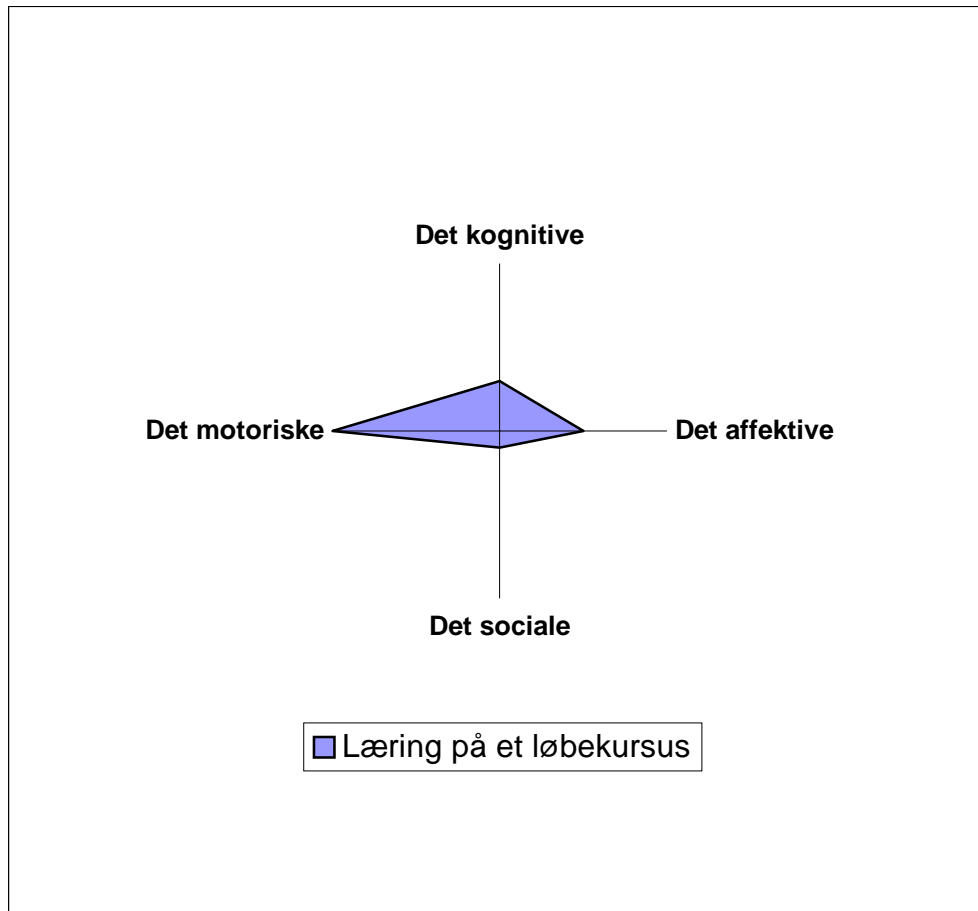 Det kognitive
Det motoriske
Det affektive
Det sociale
Læring på et løbekursus